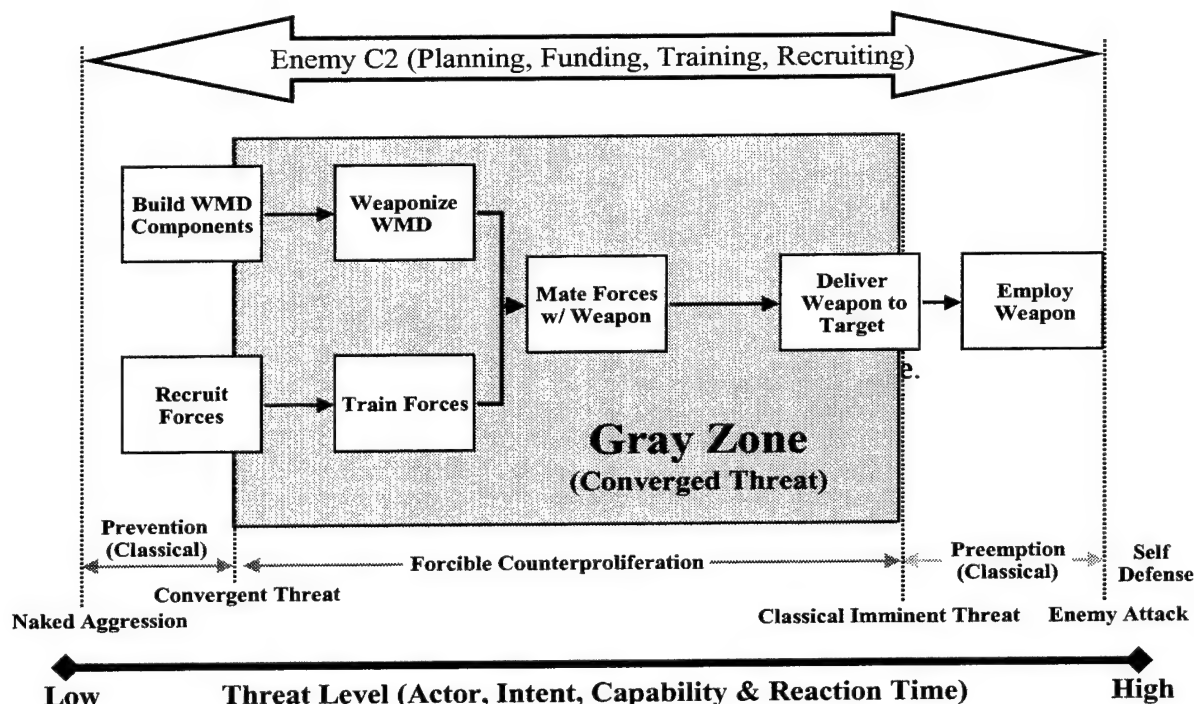 Enemy C2 (Planning, Funding, Training, Recruiting)
Build WMD
Components
Weaponize
WMD
Mate Forces
w/ Weapon
Deliver
Weapon to
Target
Employ
Weapon
e.
Recruit
Forces
Train Forces
Gray Zone
(Converged Threat)
Prevention
(Classical)
Forcible Counterproliferation
Preemption
(Classical)
Self
Defense
Convergent Threat
Naked Aggression
Classical Imminent Threat
Enemy Attack
Low
Threat Level (Actor, Intent, Capability & Reaction Time)
High